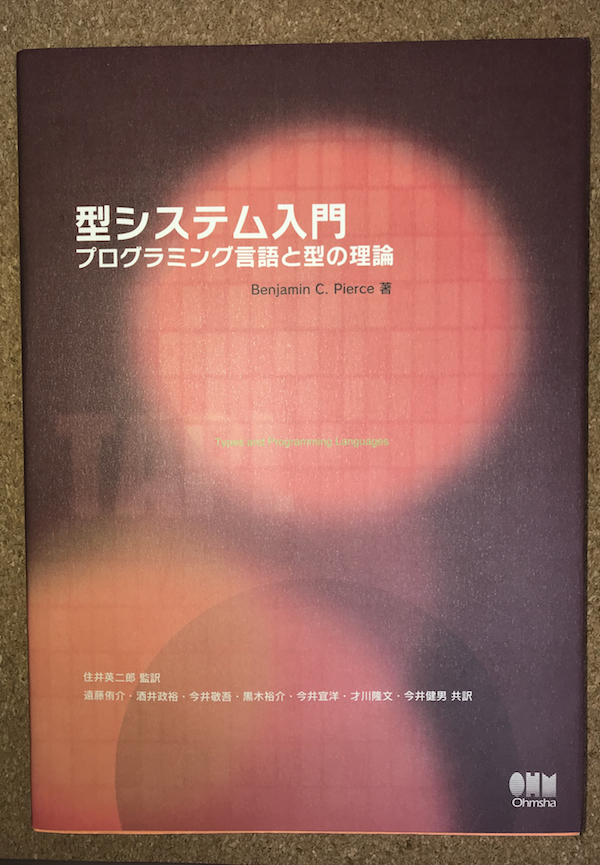 型システム入門
プログラミング言語と型の理論
Benjamin C. Pierce 著
TAPL
Types and Programming Languages
住井英二郎 監訳
遠藤侑介・酒井政裕・今井敬吾・黒木裕介・今井宜洋・才川隆文・今井健男 共訳
OHM
Ohmsha